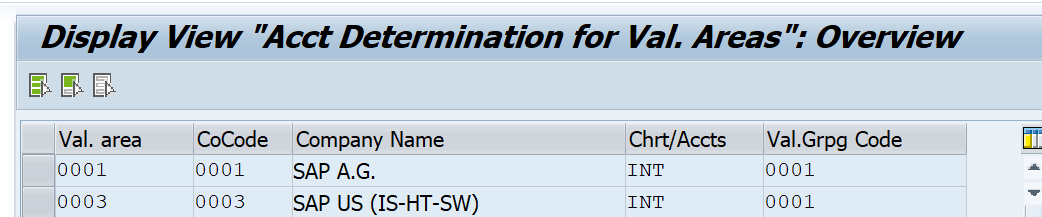 Display View "Acct Determination for Val. Areas": Overview
Val. area CoCode Company Name Chrt/Accts Val.Grpg Code
0001 0001 SAP A.G. INT 0001
0003 0003 SAP US (IS-HT-SW) INT 0001